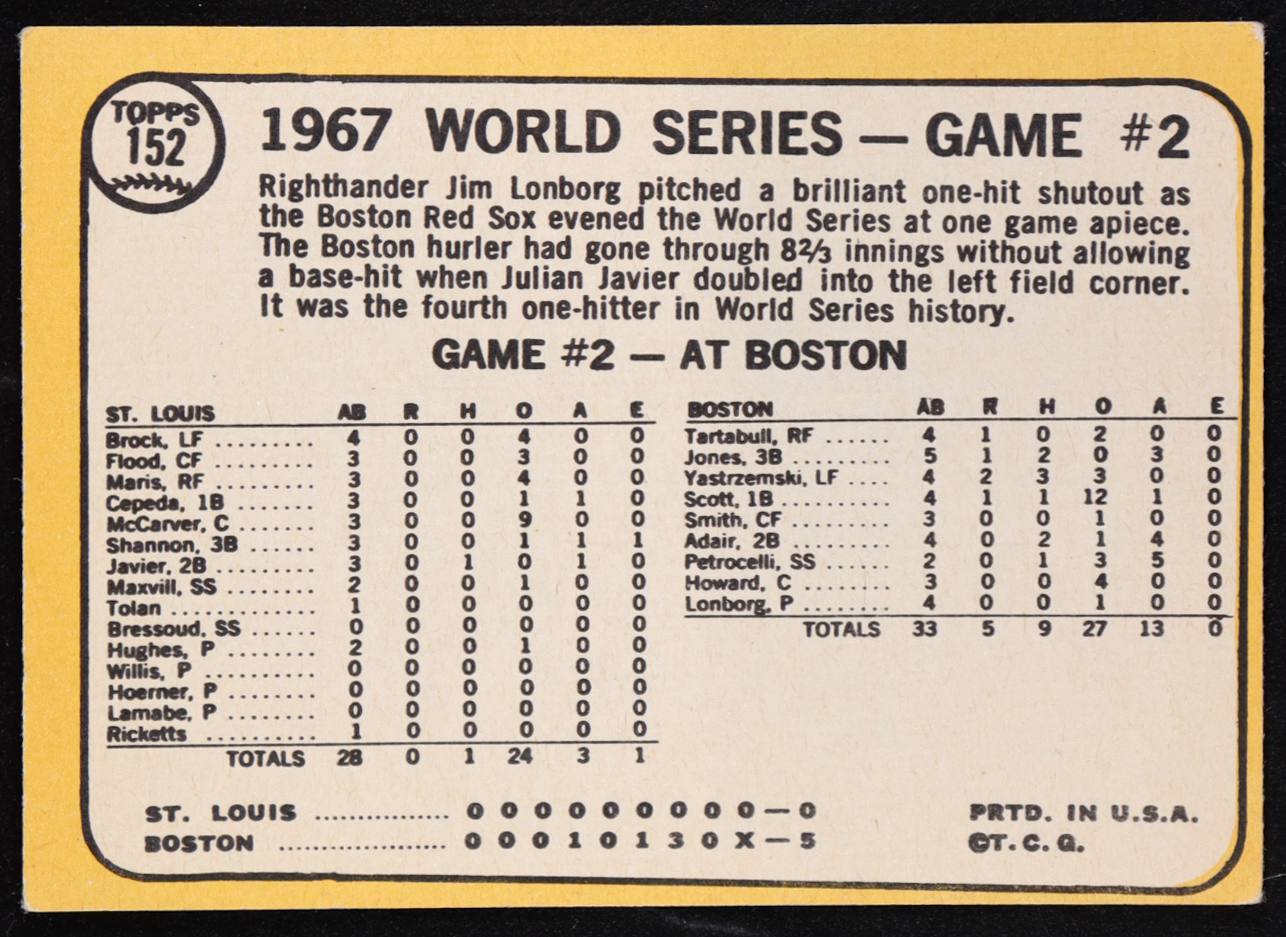 TOPPS
152
1967 WORLD SERIES — GAME #2
Righthander Jim Lonborg pitched a brilliant one-hit shutout as
the Boston Red Sox evened the World Series at one game apiece.
The Boston hurler had gone through 8⅔ innings without allowing
a base-hit when Julian Javier doubled into the left field corner.
It was the fourth one-hitter in World Series history.
GAME #2 — AT BOSTON
ST. LOUIS AB R H O A E
Brock, LF ......... 4 0 0 4 0 0
Flood, CF ......... 3 0 0 3 0 0
Maris, RF ......... 3 0 0 4 0 0
Cepeda, 1B ....... 3 0 0 1 1 0
McCarver, C ....... 3 0 0 9 0 0
Shannon, 3B ...... 3 0 0 1 1 1
Javier, 2B ......... 3 0 1 0 1 0
Maxvill, SS ........ 2 0 0 1 0 0
Tolan ............. 1 0 0 0 0 0
Bressoud, SS ...... 0 0 0 0 0 0
Hughes, P ........ 2 0 0 1 0 0
Willis, P .......... 0 0 0 0 0 0
Hoerner, P ........ 0 0 0 0 0 0
Lamabe, P ........ 0 0 0 0 0 0
Ricketts .......... 1 0 0 0 0 0
TOTALS 28 0 1 24 3 1
BOSTON AB R H O A E
Tartabull, RF ...... 4 1 0 2 0 0
Jones, 3B ......... 5 1 2 0 3 0
Yastrzemski, LF .... 4 2 3 3 0 0
Scott, 1B .......... 4 1 1 12 1 0
Smith, CF ......... 3 0 0 1 0 0
Adair, 2B ......... 4 0 2 1 4 0
Petrocelli, SS ...... 2 0 1 3 5 0
Howard, C ........ 3 0 0 4 0 0
Lonborg, P ........ 4 0 0 1 0 0
TOTALS 33 5 9 27 13 0
ST. LOUIS ................ 0 0 0 0 0 0 0 0 0 — 0
BOSTON .................... 0 0 0 1 0 1 3 0 X — 5
PRTD. IN U.S.A.
©T. C. G.